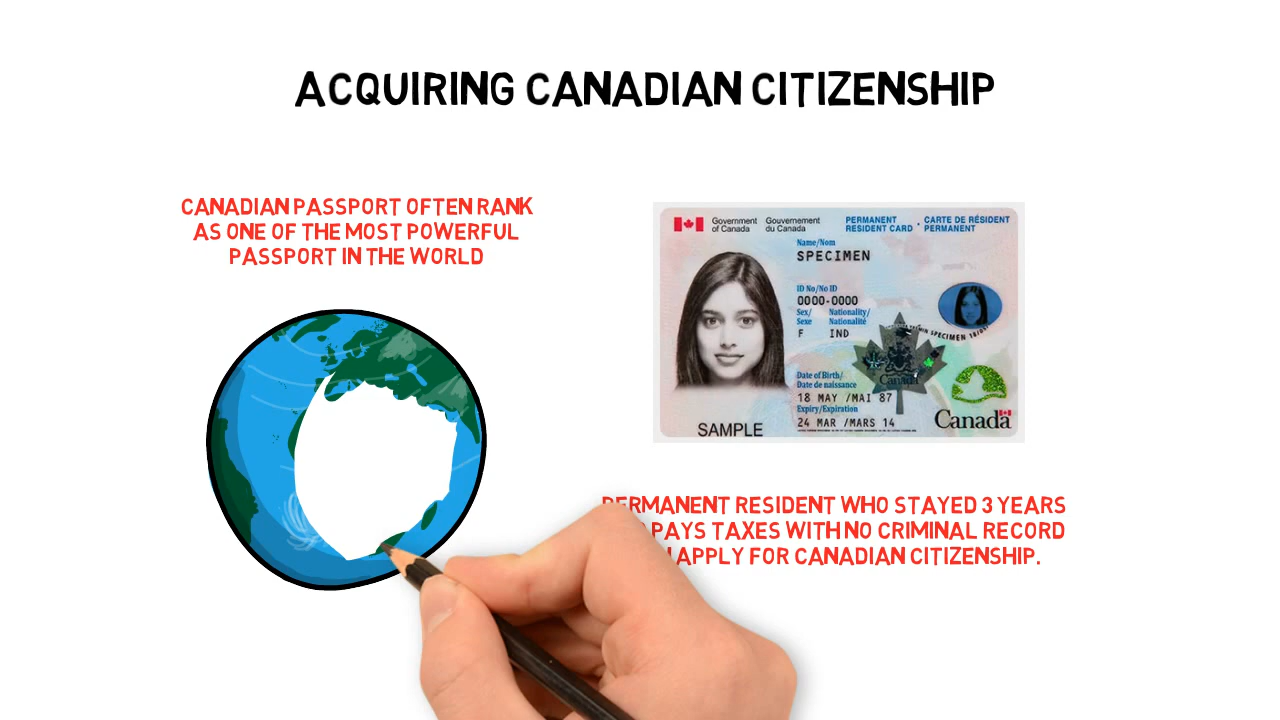 ACQUIRING CANADIAN CITIZENSHIP
CANADIAN PASSPORT OFTEN RANK
AS ONE OF THE MOST POWERFUL
PASSPORT IN THE WORLD
Government of Canada
Gouvernement du Canada
PERMANENT RESIDENT CARD
CARTE DE RÉSIDENT PERMANENT
Name/Nom
SPECIMEN
ID No/No ID
0000-0000
Sex/Sexe Nationality/Nationalité
F IND
Date of Birth/
Date de naissance
18 MAY /MAI 87
Expiry/Expiration
24 MAR /MARS 14
SAMPLE
Canada
Canada
PERMANENT RESIDENT WHO STAYED 3 YEARS
PAYS TAXES WITH NO CRIMINAL RECORD
APPLY FOR CANADIAN CITIZENSHIP.